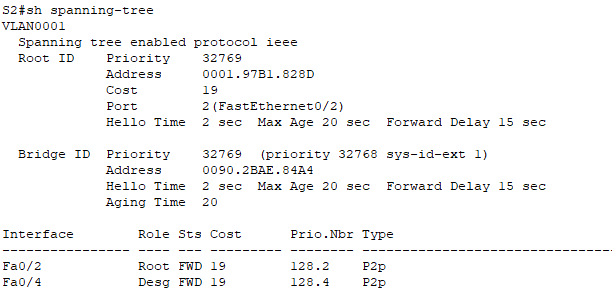 S2#sh spanning-tree
VLAN0001
  Spanning tree enabled protocol ieee
  Root ID    Priority    32769
             Address     0001.97B1.828D
             Cost        19
             Port        2(FastEthernet0/2)
             Hello Time  2 sec  Max Age 20 sec  Forward Delay 15 sec

  Bridge ID  Priority    32769  (priority 32768 sys-id-ext 1)
             Address     0090.2BAE.84A4
             Hello Time  2 sec  Max Age 20 sec  Forward Delay 15 sec
             Aging Time  20

Interface        Role Sts Cost      Prio.Nbr Type
---------------- ---- --- --------- -------- --------------------------------
Fa0/2            Root FWD 19        128.2    P2p
Fa0/4            Desg FWD 19        128.4    P2p